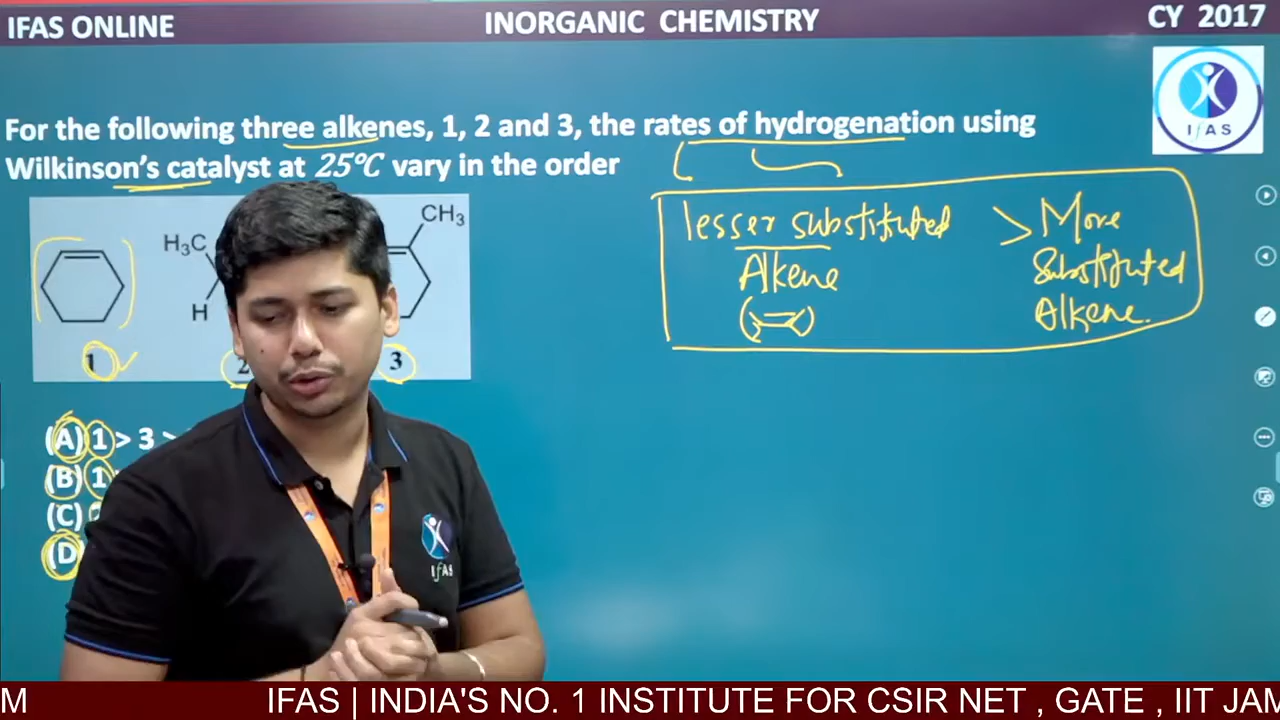 IFAS ONLINE
INORGANIC CHEMISTRY
CY 2017
IFAS
For the following three alkenes, 1, 2 and 3, the rates of hydrogenation using
Wilkinson's catalyst at 25°C vary in the order
CH3
H3C
H
1
2
3
lesser substituted > More
Alkene Substituted
Alkene.
(A) 1 > 3 >
(B) 1
(C)
(D)
IFAS
M IFAS | INDIA'S NO. 1 INSTITUTE FOR CSIR NET , GATE , IIT JAM